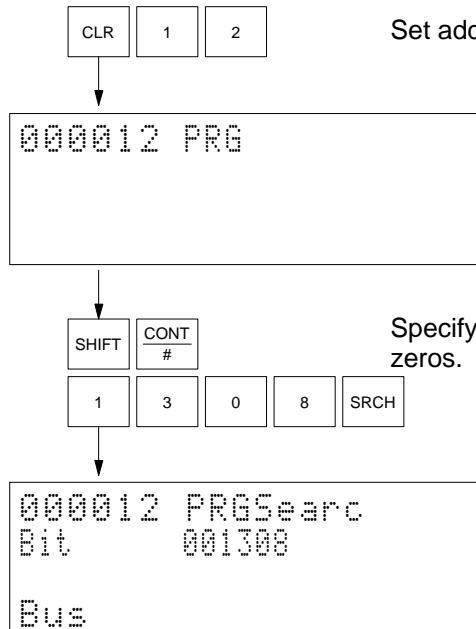 CLR 1 2 Set
000012 PRG
SHIFT CONT Specify
# zeros.
1 3 0 8 SRCH
000012 PRGSearc
Bit 001308
Bus